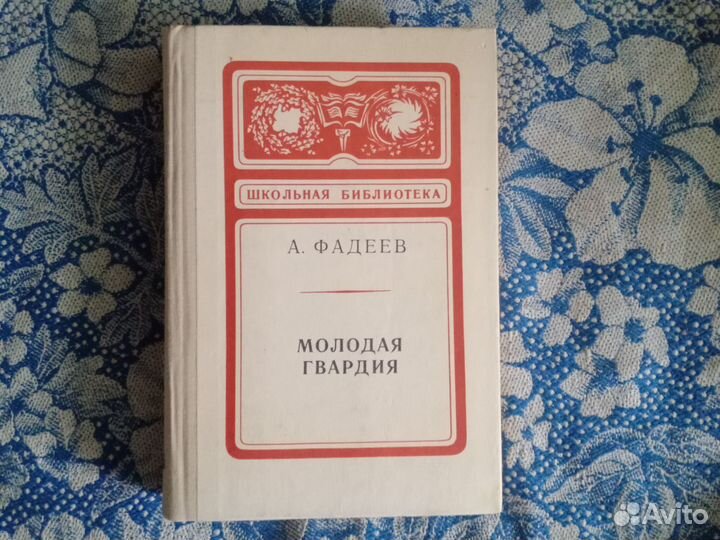 ШКОЛЬНАЯ БИБЛИОТЕКА
А. ФАДЕЕВ
МОЛОДАЯ
ГВАРДИЯ
Avito